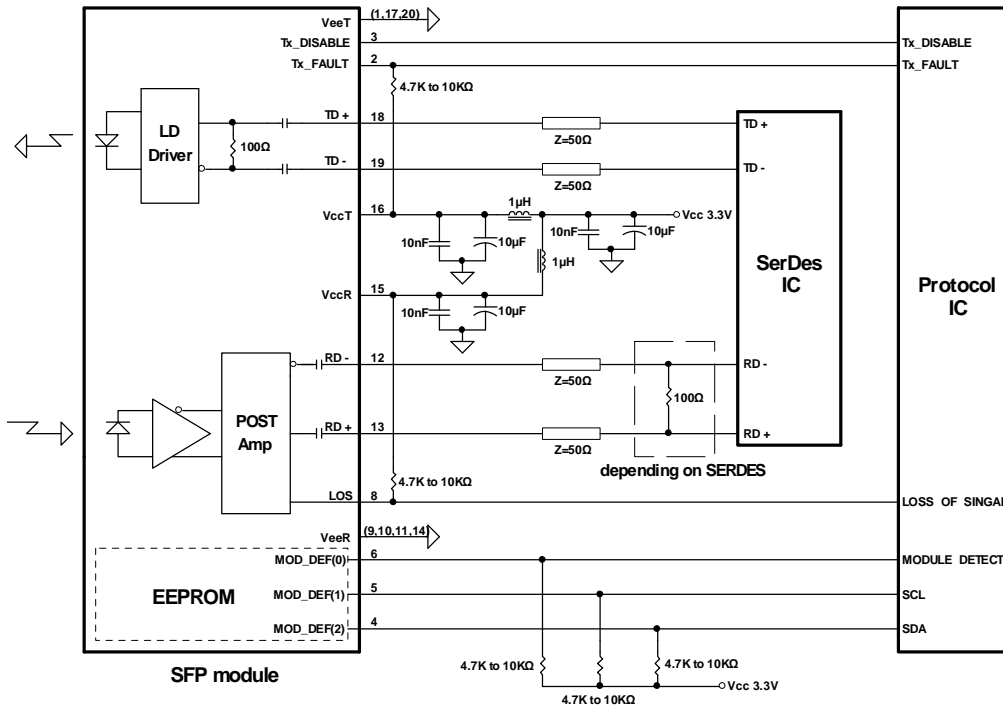 VeeT (1,17,20)
Tx_DISABLE 3 Tx_DISABLE
Tx_FAULT 2 Tx_FAULT
4.7K to 10KΩ
TD + 18 TD +
LD
Driver
100Ω
Z=50Ω
TD - 19 TD -
Z=50Ω
1µH
VccT 16 Vcc 3.3V
10nF 10µF 10nF 10µF
1µH
SerDes
IC
Protocol
IC
VccR 15
10nF 10µF
RD - 12 RD -
Z=50Ω
POST
Amp
100Ω
RD + 13 RD +
Z=50Ω
depending on SERDES
4.7K to 10KΩ
LOS 8 LOSS OF SINGAL
VeeR (9,10,11,14)
MOD_DEF(0) 6 MODULE DETECT
EEPROM
MOD_DEF(1) 5 SCL
MOD_DEF(2) 4 SDA
4.7K to 10KΩ 4.7K to 10KΩ
SFP module
Vcc 3.3V
4.7K to 10KΩ